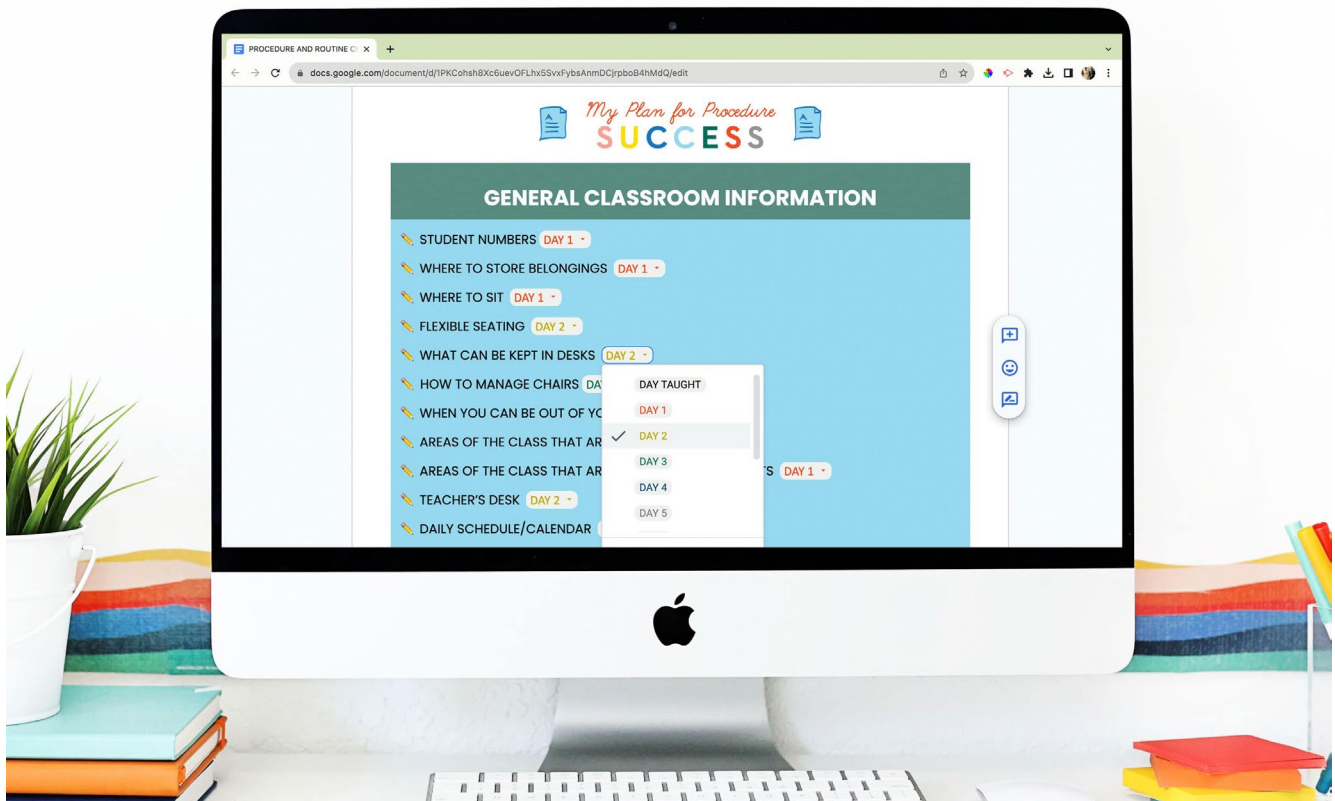 PROCEDURE AND ROUTINE C
docs.google.com/document/d/1PKCohsh8Xc6uevOFLhx5SvxFybsAnmDCjrpboB4hMdQ/edit
My Plan for Procedure
SUCCESS
GENERAL CLASSROOM INFORMATION
STUDENT NUMBERS DAY 1
WHERE TO STORE BELONGINGS DAY 1
WHERE TO SIT DAY 1
FLEXIBLE SEATING DAY 2
WHAT CAN BE KEPT IN DESKS DAY 2
HOW TO MANAGE CHAIRS DA
WHEN YOU CAN BE OUT OF YO
AREAS OF THE CLASS THAT AR
AREAS OF THE CLASS THAT AR TS DAY 1
TEACHER'S DESK DAY 2
DAILY SCHEDULE/CALENDAR
DAY TAUGHT
DAY 1
DAY 2
DAY 3
DAY 4
DAY 5